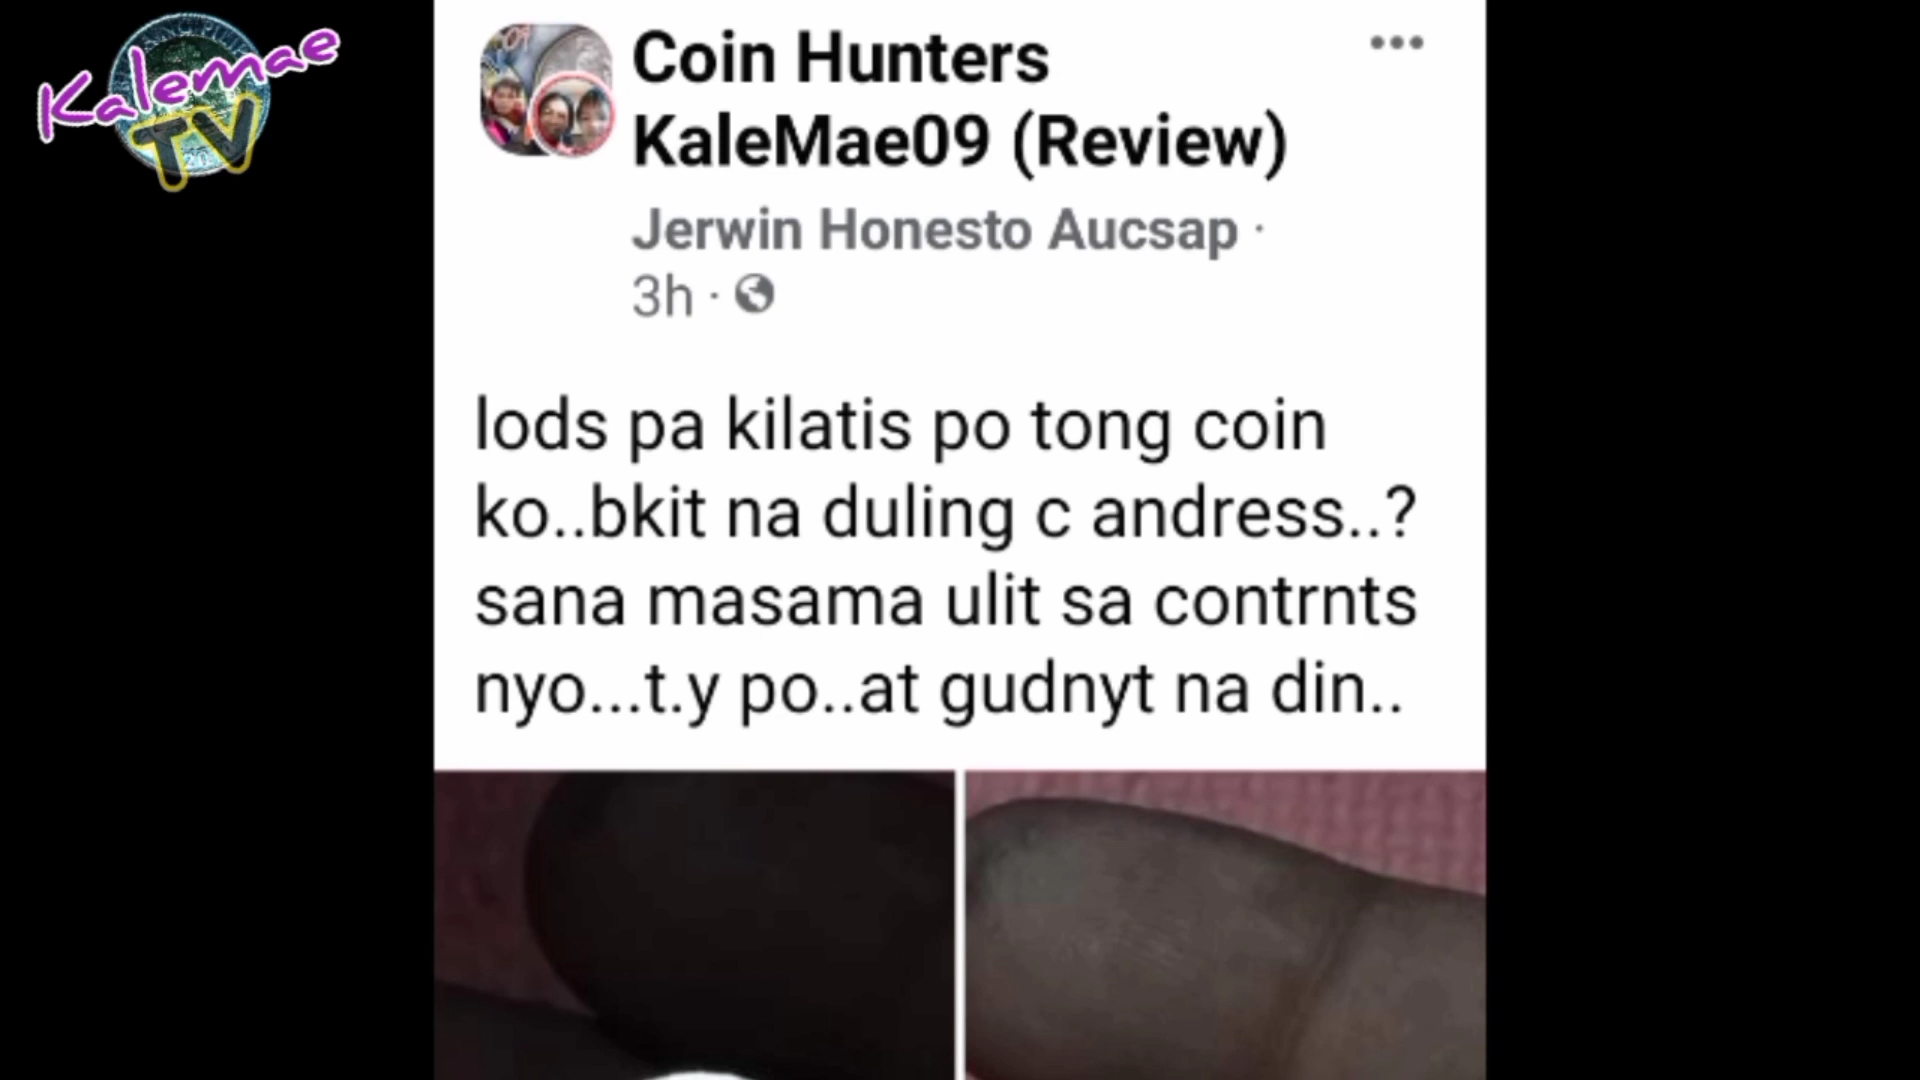 Kalemae
TV
Coin Hunters
KaleMae09 (Review)
Jerwin Honesto Aucsap ·
3h ·
lods pa kilatis po tong coin
ko..bkit na duling c andress..?
sana masama ulit sa contrnts
nyo...t.y po..at gudnyt na din..